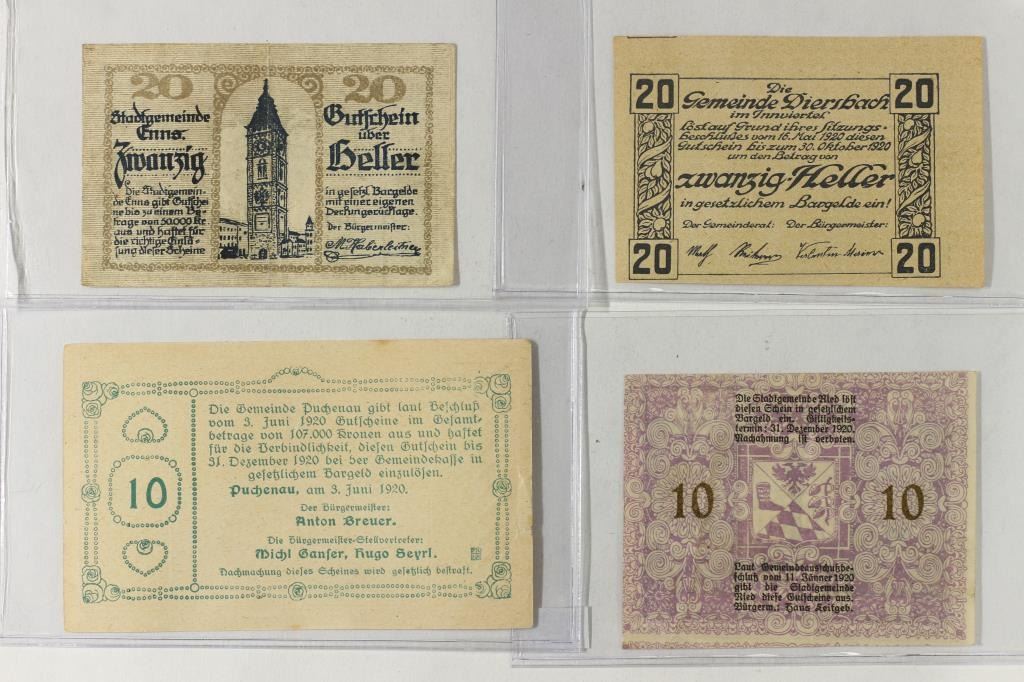 20 20
Stadtgemeinde
Enns.
Zwanzig
Die Stadtgemein-
de Enns gibt Gutschei
ne bis zu einem Be-
trage von 50.000 Kr.
aus und haftet für
die richtige Einlö-
sung dieser Scheine
Gutschein
über
Heller
in gesetzl. Bargelde
mit einer eigenen
Deckungsrücklage.
Der Bürgermeister:
20 20
Die
Gemeinde Diersbach
im Innviertel
löst auf Grund ihres Sitzungs-
beschlusses vom 16. Mai 1920 diesen
Gutschein bis zum 30. Oktober 1920
um den Betrag von
zwanzig Heller
in gesetzlichem Bargelde ein!
Der Gemeinderat: Der Bürgermeister:
20 20
10
Die Gemeinde Puchenau gibt laut Beschluß
vom 3. Juni 1920 Gutscheine im Gesamt-
betrage von 107.000 Kronen aus und haftet
für die Verbindlichkeit, diesen Gutschein bis
31. Dezember 1920 bei der Gemeindekasse in
gesetzlichem Bargeld einzulösen.
Puchenau, am 3. Juni 1920.
Der Bürgermeister:
Anton Breuer.
Die Bürgermeister-Stellvertreter:
Michl Ganser, Hugo Seyrl.
Nachmachung dieses Scheines wird gesetzlich bestraft.
Die Stadtgemeinde Ried löst
diesen Schein in gesetzlichem
Bargeld ein. Giltigkeits-
termin: 31. Dezember 1920.
Nachahmung ist verboten.
10 10
Laut Gemeindeausschußbe-
schluß vom 11. Jänner 1920
gibt die Stadtgemeinde
Ried diese Gutscheine aus.
Bürgerm.: Hans Zeitgeb.